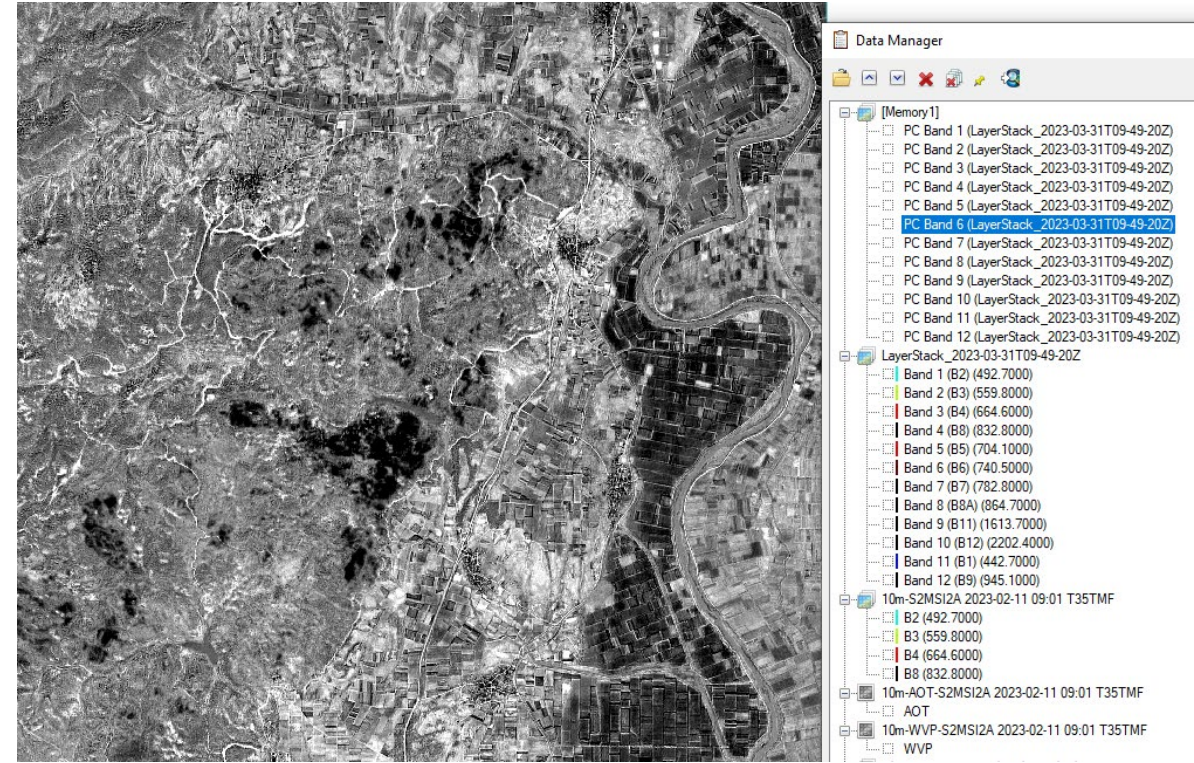 Data Manager
[Memory1]
PC Band 1 (LayerStack_2023-03-31T09-49-20Z)
PC Band 2 (LayerStack_2023-03-31T09-49-20Z)
PC Band 3 (LayerStack_2023-03-31T09-49-20Z)
PC Band 4 (LayerStack_2023-03-31T09-49-20Z)
PC Band 5 (LayerStack_2023-03-31T09-49-20Z)
PC Band 6 (LayerStack_2023-03-31T09-49-20Z)
PC Band 7 (LayerStack_2023-03-31T09-49-20Z)
PC Band 8 (LayerStack_2023-03-31T09-49-20Z)
PC Band 9 (LayerStack_2023-03-31T09-49-20Z)
PC Band 10 (LayerStack_2023-03-31T09-49-20Z)
PC Band 11 (LayerStack_2023-03-31T09-49-20Z)
PC Band 12 (LayerStack_2023-03-31T09-49-20Z)
LayerStack_2023-03-31T09-49-20Z
Band 1 (B2) (492.7000)
Band 2 (B3) (559.8000)
Band 3 (B4) (664.6000)
Band 4 (B8) (832.8000)
Band 5 (B5) (704.1000)
Band 6 (B6) (740.5000)
Band 7 (B7) (782.8000)
Band 8 (B8A) (864.7000)
Band 9 (B11) (1613.7000)
Band 10 (B12) (2202.4000)
Band 11 (B1) (442.7000)
Band 12 (B9) (945.1000)
10m-S2MSI2A 2023-02-11 09:01 T35TMF
B2 (492.7000)
B3 (559.8000)
B4 (664.6000)
B8 (832.8000)
10m-AOT-S2MSI2A 2023-02-11 09:01 T35TMF
AOT
10m-WVP-S2MSI2A 2023-02-11 09:01 T35TMF
WVP